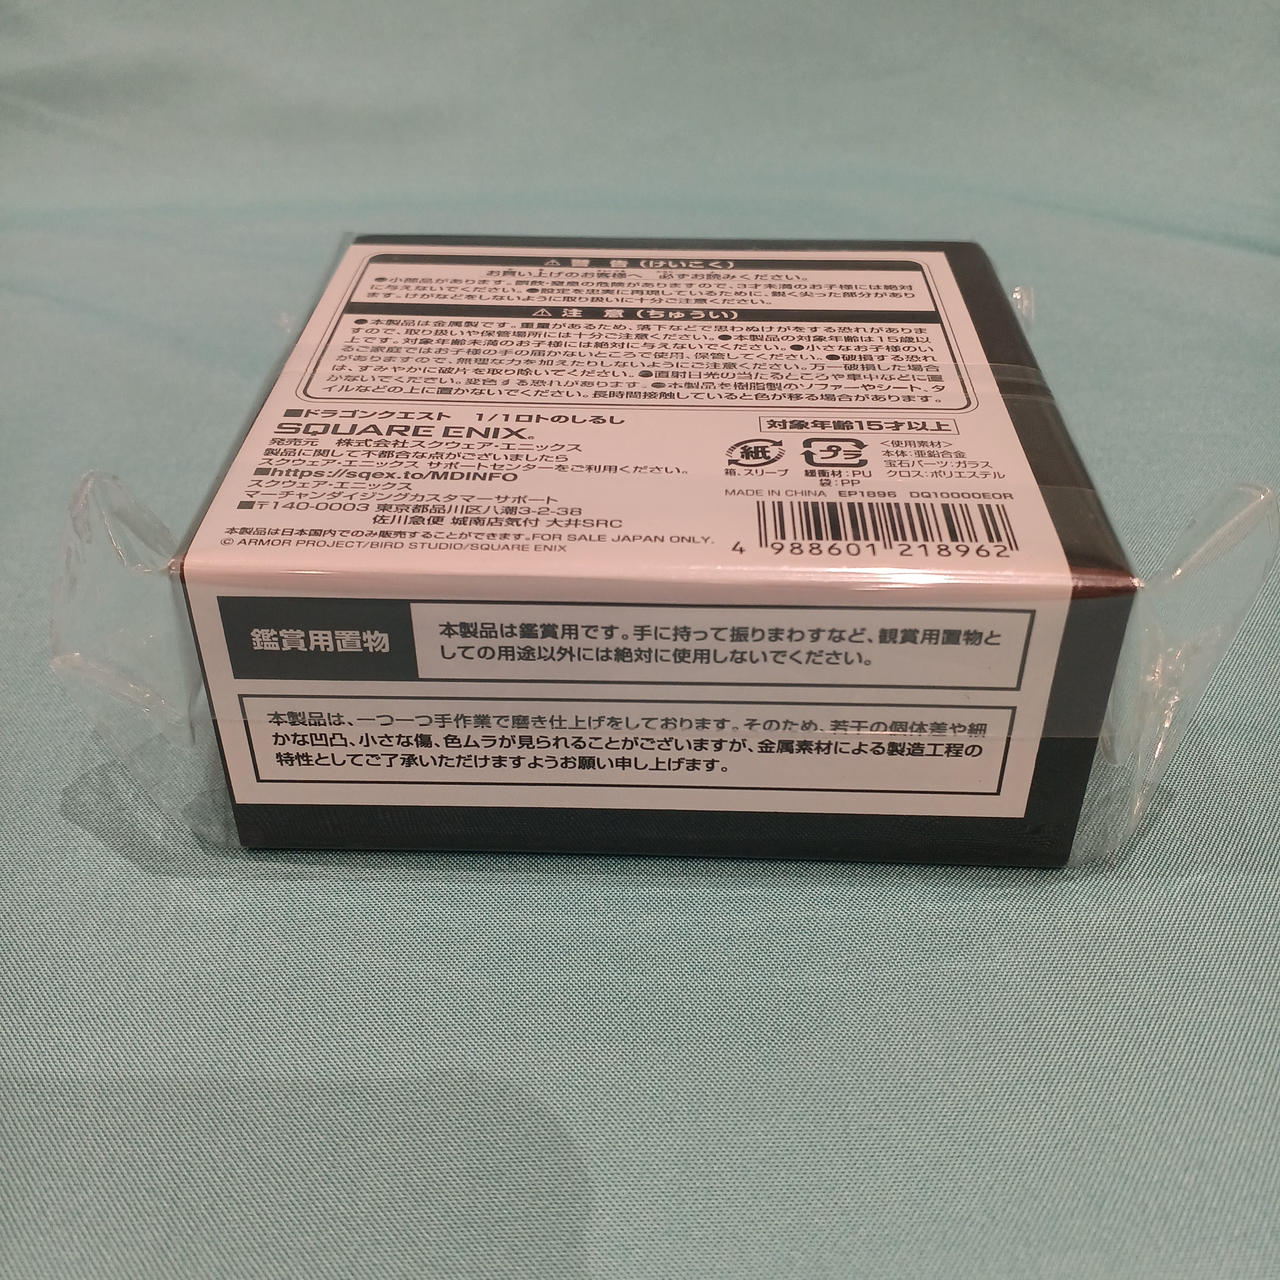 ⚠警 告(けいこく)
お買い上げのお客様へ 必ずお読みください。
●小部品があります。誤飲・窒息の危険がありますので、3才未満のお子様には絶対
に与えないでください。●設定を忠実に再現しているために、鋭く尖った部分があり
ます。けがなどをしないように取り扱いに十分ご注意ください。
⚠注 意(ちゅうい)
●本製品は金属製です。重量があるため、落下などで思わぬけがをする恐れがありま
すので、取り扱いや保管場所には十分ご注意ください。●本製品の対象年齢は15歳以
上です。対象年齢未満のお子様には絶対に与えないでください。●小さなお子様のい
るご家庭ではお子様の手の届かないところで使用、保管してください。●破損する恐れ
がありますので、無理な力を加えたりしないようにご注意ください。万一破損した場合
は、すみやかに破片を取り除いてください。●直射日光の当たるところや車中などに置
かないでください。変色する恐れがあります。●本製品を樹脂製のソファーやシート、タ
イルなどの上に置かないでください。長時間接触していると色が移る場合があります。
■ドラゴンクエスト 1/1ロトのしるし
SQUARE ENIX®
発売元 株式会社スクウェア・エニックス
製品に関して不都合な点がございましたら
スクウェア・エニックス サポートセンターをご利用ください。
■https://sqex.to/MDINFO
スクウェア・エニックス
マーチャンダイジングカスタマーサポート
■〒140-0003 東京都品川区八潮3-2-38
佐川急便 城南店気付 大井SRC
本製品は日本国内でのみ販売することができます。FOR SALE JAPAN ONLY.
© ARMOR PROJECT/BIRD STUDIO/SQUARE ENIX
対象年齢15才以上
紙
箱、スリーブ
プラ
緩衝材:PU
袋:PP
<使用素材>
本体:亜鉛合金
宝石パーツ:ガラス
クロス:ポリエステル
MADE IN CHINA EP1896 DQ10000EOR
4 988601 218962
鑑賞用置物
本製品は鑑賞用です。手に持って振りまわすなど、観賞用置物と
しての用途以外には絶対に使用しないでください。
本製品は、一つ一つ手作業で磨き仕上げをしております。そのため、若干の個体差や細
かな凹凸、小さな傷、色ムラが見られることがございますが、金属素材による製造工程の
特性としてご了承いただけますようお願い申し上げます。